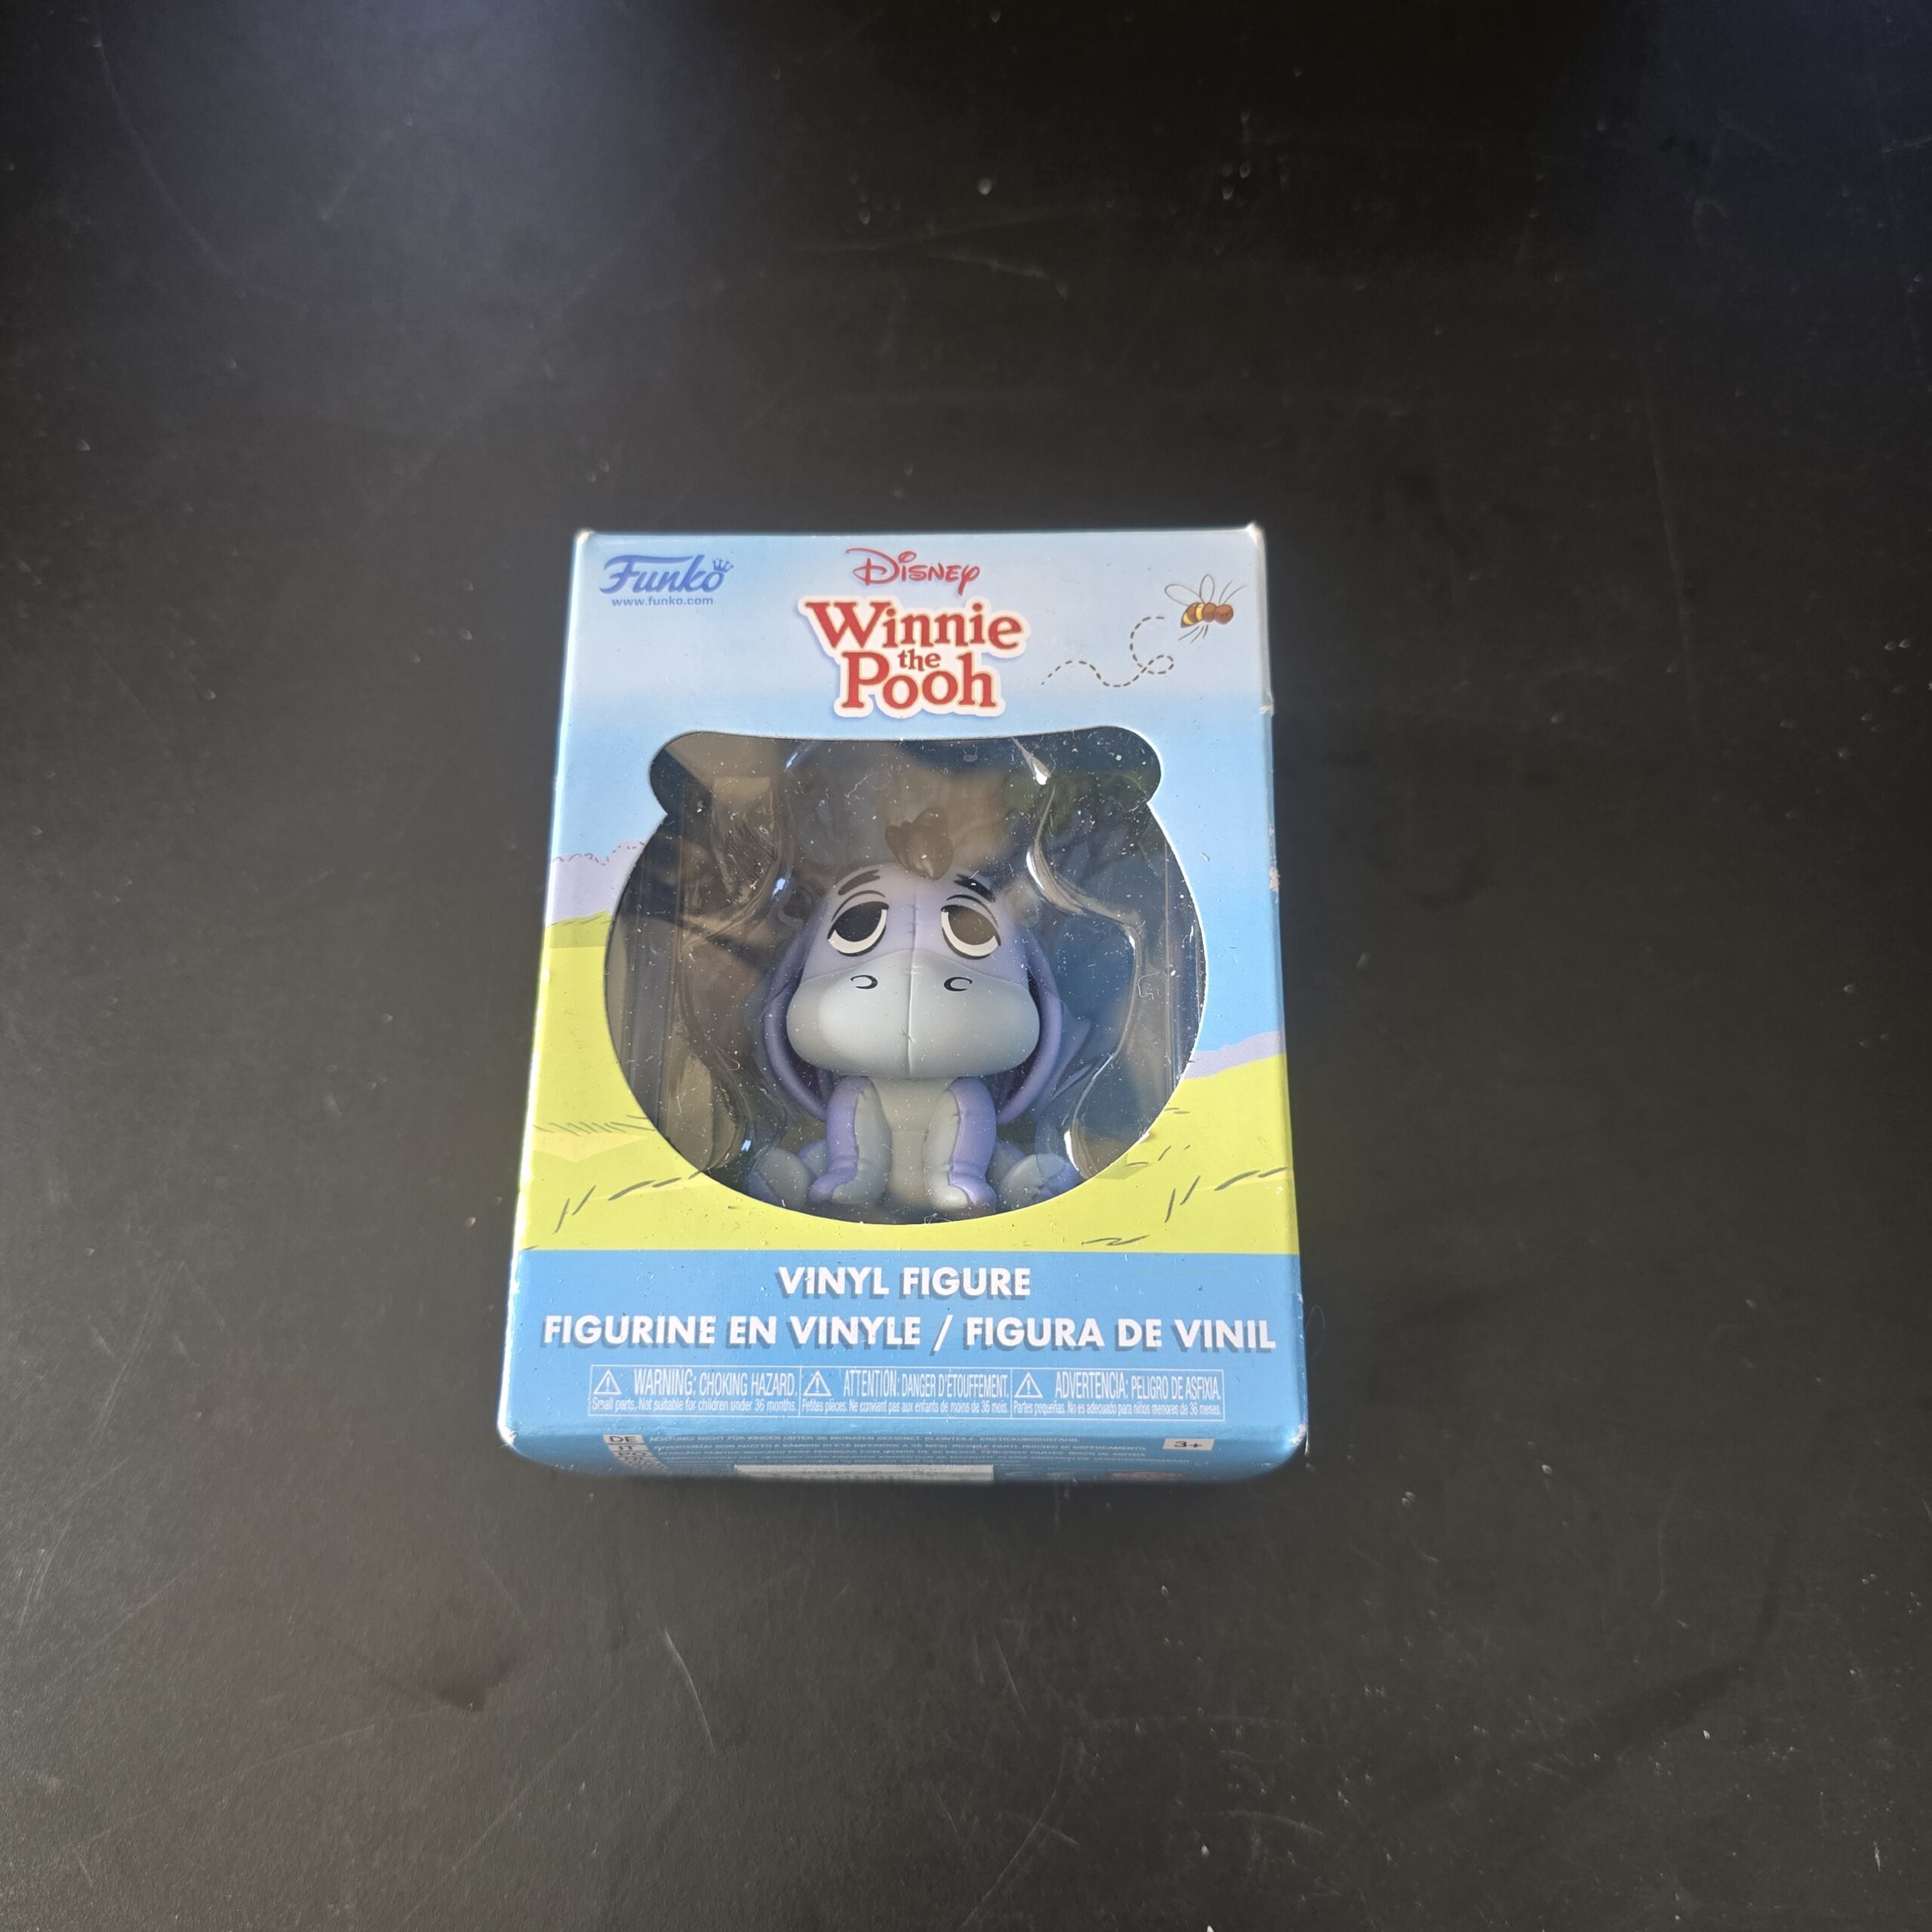 Funko
www.funko.com
Disney
Winnie
the
Pooh
VINYL FIGURE
FIGURINE EN VINYLE / FIGURA DE VINIL
WARNING: CHOKING HAZARD.
Small parts. Not suitable for children under 36 months.
ATTENTION: DANGER D'ÉTOUFFEMENT.
Petites pièces. Ne convient pas aux enfants de moins de 36 mois.
ADVERTENCIA: PELIGRO DE ASFIXIA.
Partes pequeñas. No es adecuado para niños menores de 36 meses.
DE
IT
3+